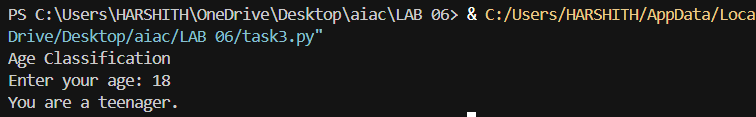 PS C:\Users\HARSHITH\OneDrive\Desktop\aiac\LAB 06> & C:/Users/HARSHITH/AppData/Loca
Drive/Desktop/aiac/LAB 06/task3.py"
Age Classification
Enter your age: 18
You are a teenager.